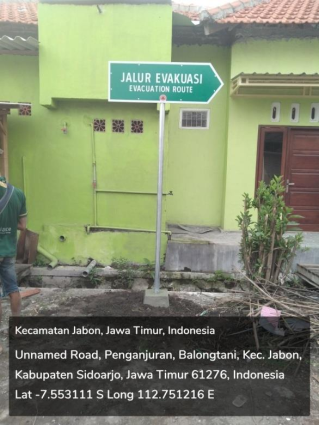 JALUR EVAKUASI
EVACUATION ROUTE
Kecamatan Jabon, Jawa Timur, Indonesia
Unnamed Road, Penganjuran, Balongtani, Kec. Jabon,
Kabupaten Sidoarjo, Jawa Timur 61276, Indonesia
Lat -7.553111 S Long 112.751216 E